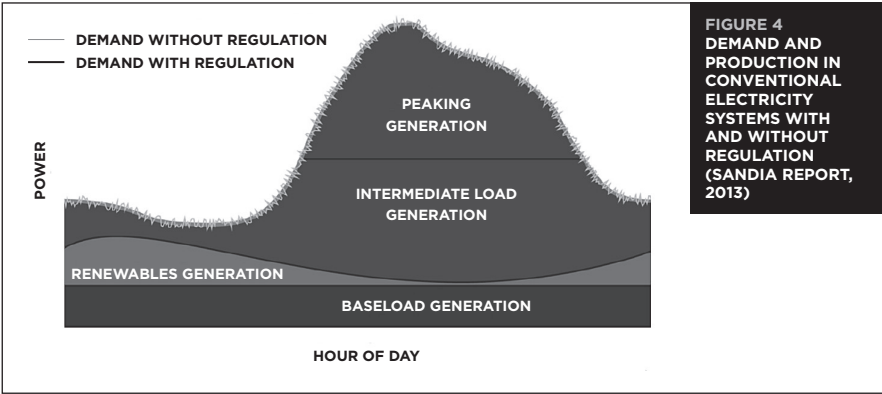 DEMAND WITHOUT REGULATION
DEMAND WITH REGULATION
POWER
PEAKING
GENERATION
INTERMEDIATE LOAD
GENERATION
RENEWABLES GENERATION
BASELOAD GENERATION
HOUR OF DAY
FIGURE 4
DEMAND AND
PRODUCTION IN
CONVENTIONAL
ELECTRICITY
SYSTEMS WITH
AND WITHOUT
REGULATION
(SANDIA REPORT,
2013)